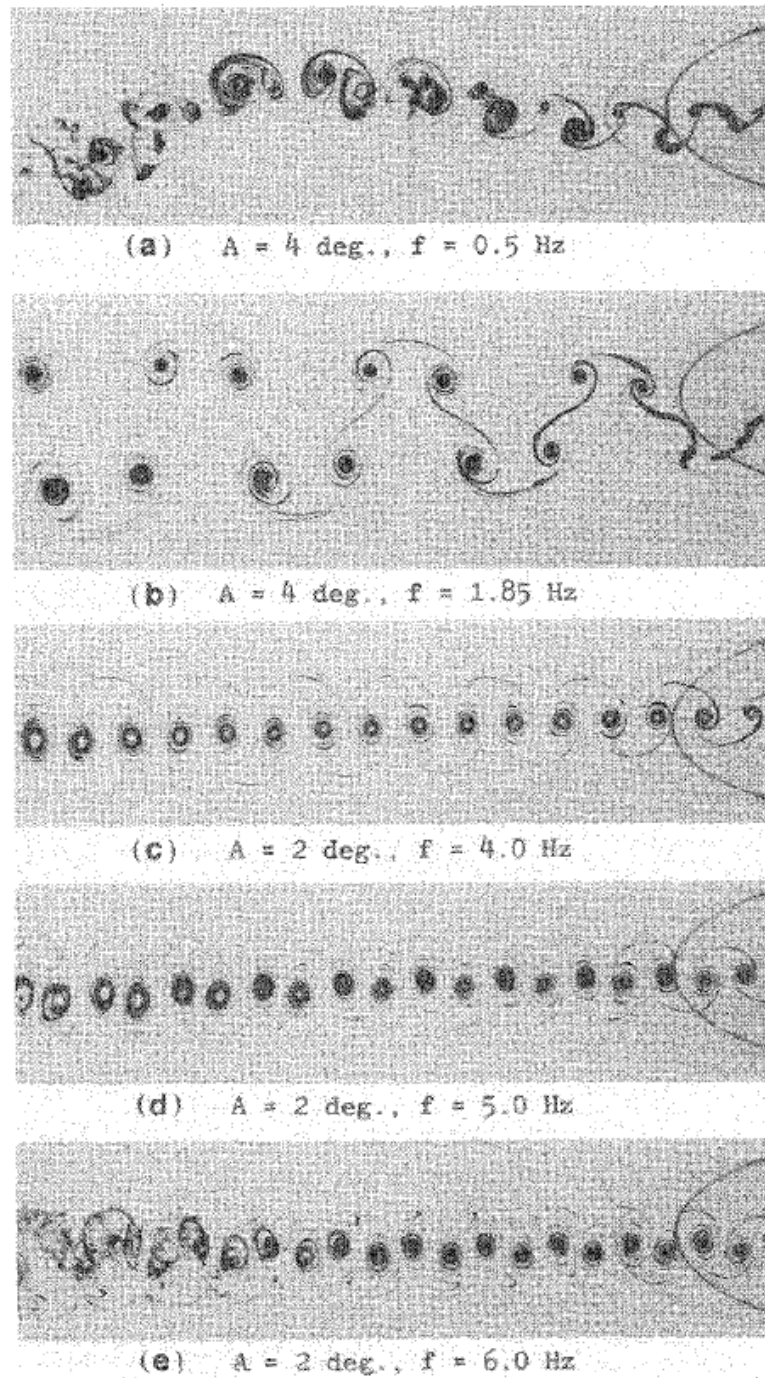 (a) A = 4 deg., f = 0.5 Hz
(b) A = 4 deg., f = 1.85 Hz
(c) A = 2 deg., f = 4.0 Hz
(d) A = 2 deg., f = 5.0 Hz
(e) A = 2 deg., f = 6.0 Hz